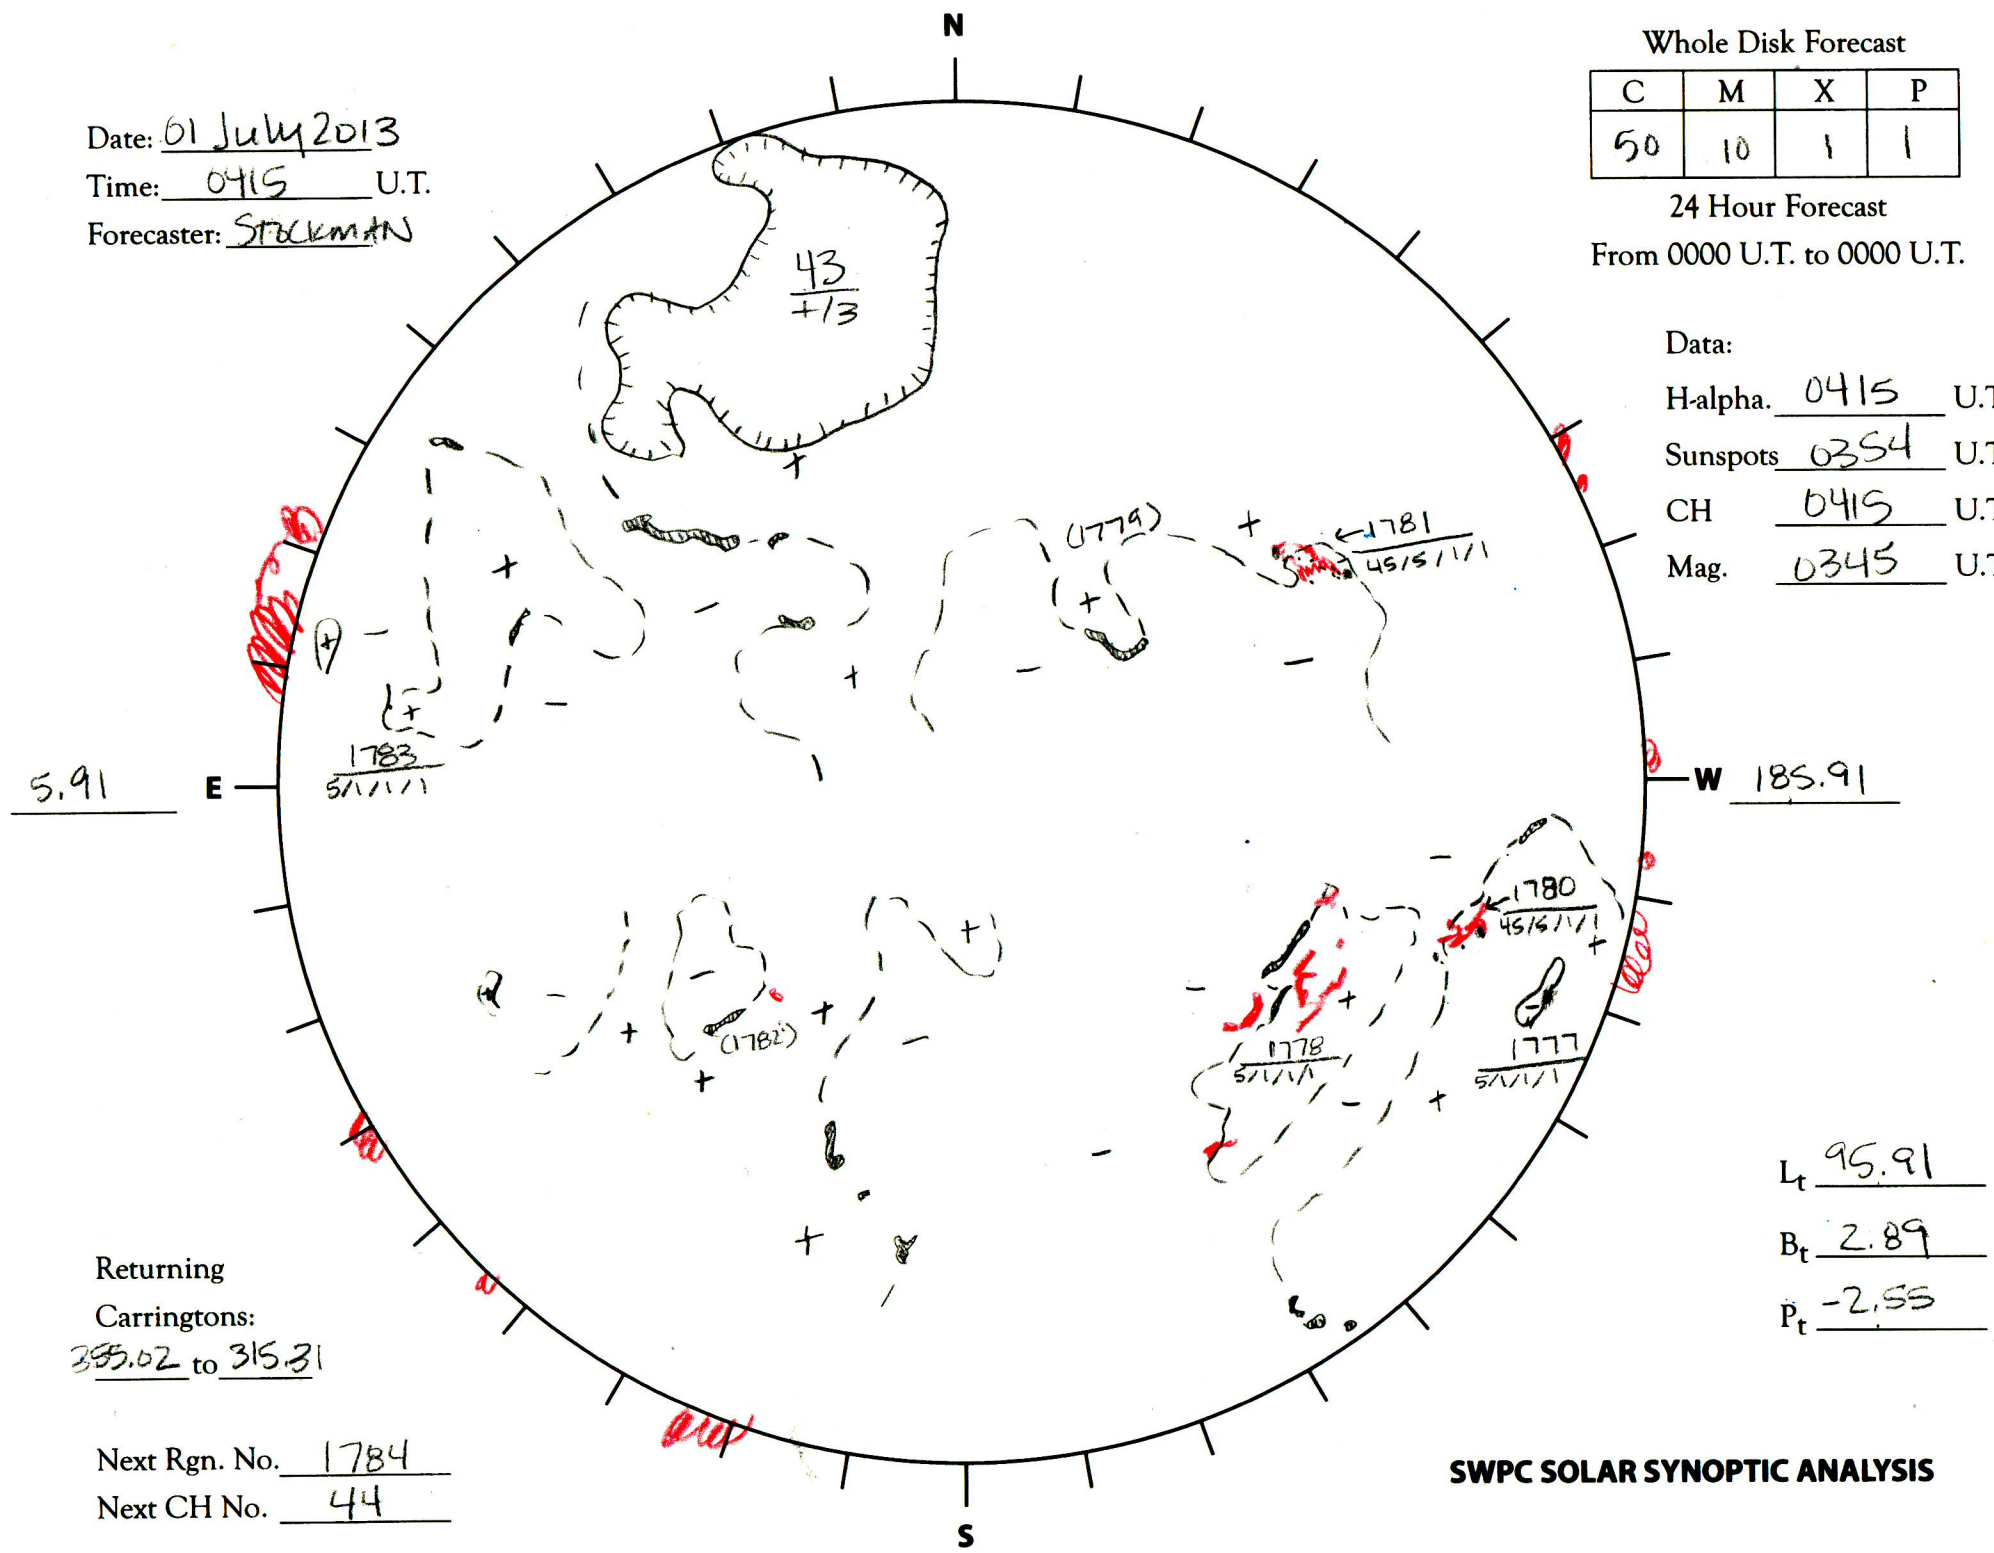 N
Whole Disk Forecast
C M X P
50 10 1 1
24 Hour Forecast
From 0000 U.T. to 0000 U.T.
Date: 01 July 2013
Time: 0415 U.T.
Forecaster: STOCKMAN
43
+/3
Data:
H-alpha. 0415 U.T
Sunspots 0354 U.T
CH 0415 U.T
Mag. 0345 U.T
+
(1779)
+
1781
45/5/1/1
+
+
+ −
−
+
−
−
+
−
+
1783
5/1/1/1
5.91 E
W 185.91
−
1780
45/5/1/1
+
+
−
−
−
+
+
−
+
(1782)
−
1778
5/1/1/1
1777
5/1/1/1
+
−
+
−
+
Lt 95.91
Bt 2.89
Pt -2.55
Returning
Carringtons:
355.02 to 315.31
Next Rgn. No. 1784
Next CH No. 44
SWPC SOLAR SYNOPTIC ANALYSIS
S